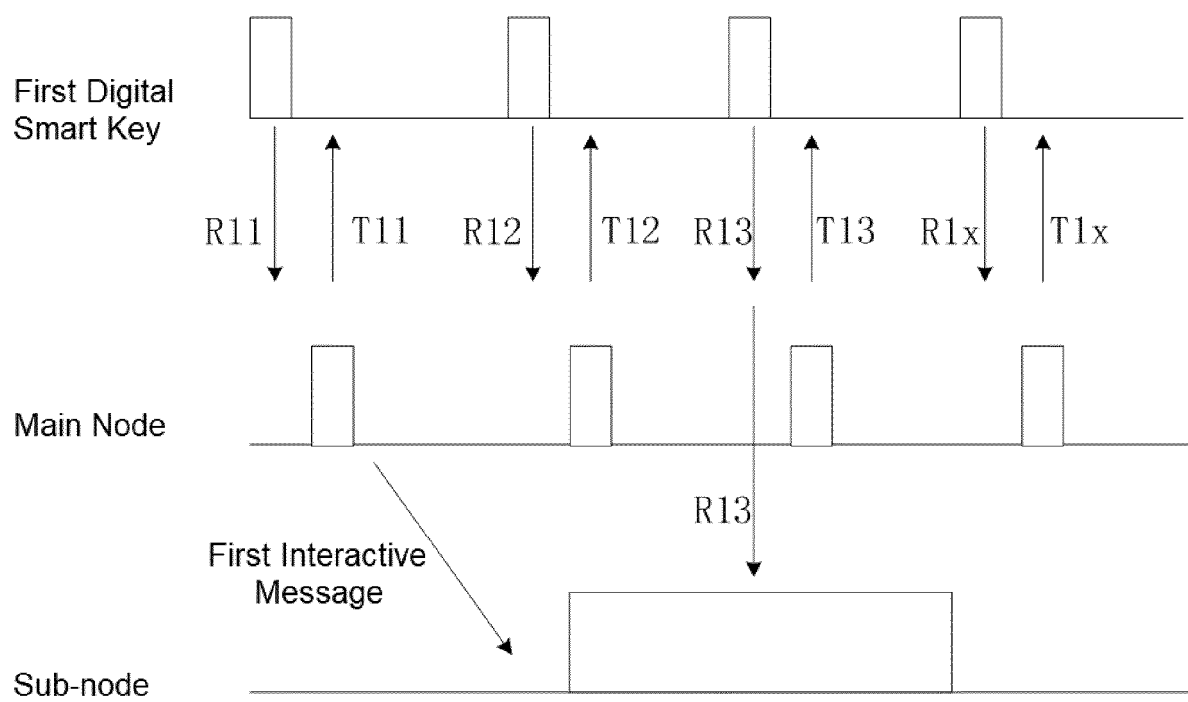 First Digital
Smart Key
R11
T11
R12
T12
R13
T13
R1x
T1x
Main Node
R13
First Interactive
Message
Sub-node